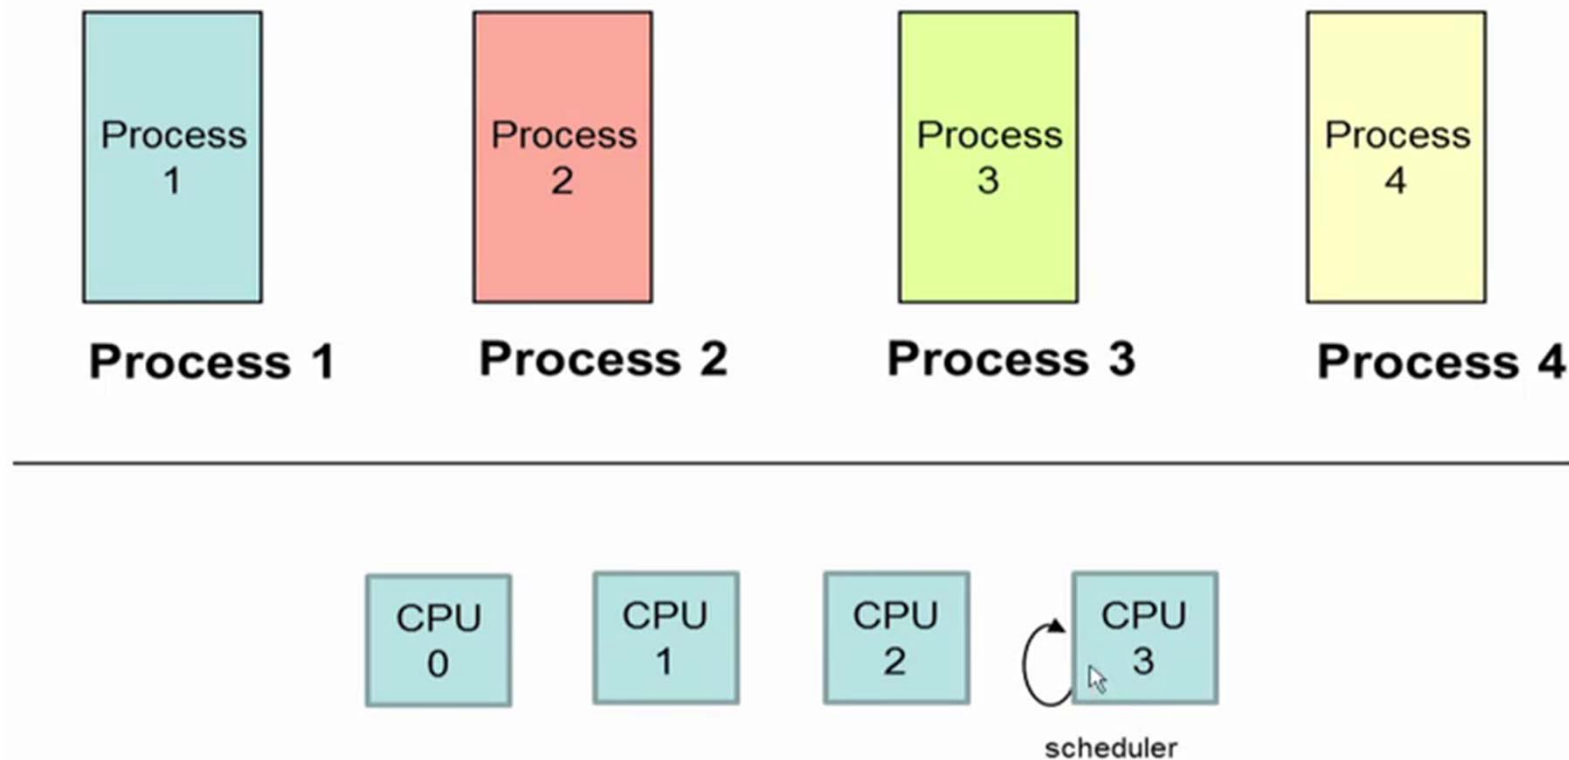 Process
1
Process
2
Process
3
Process
4
Process 1
Process 2
Process 3
Process 4
CPU
0
CPU
1
CPU
2
CPU
3
scheduler